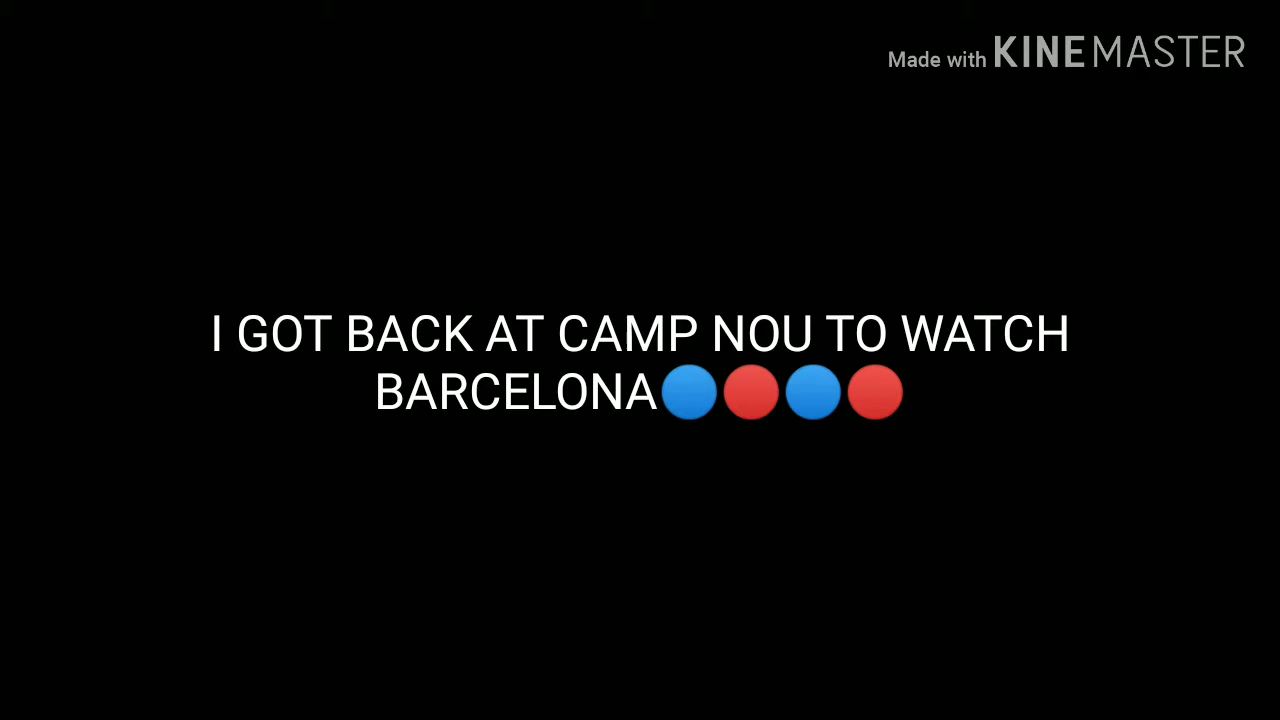 Made with KINEMASTER
I GOT BACK AT CAMP NOU TO WATCH
BARCELONA🔵🔴🔵🔴